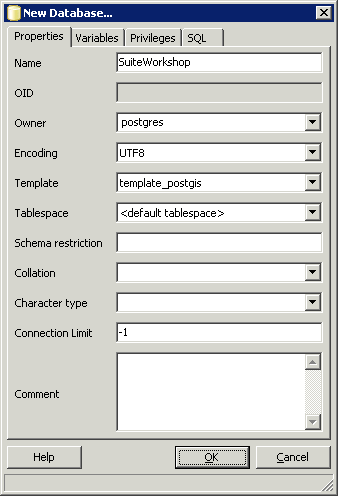 New Database...
Properties Variables Privileges SQL
Name SuiteWorkshop
OID
Owner postgres
Encoding UTF8
Template template_postgis
Tablespace <default tablespace>
Schema restriction
Collation
Character type
Connection Limit -1
Comment
Help OK Cancel